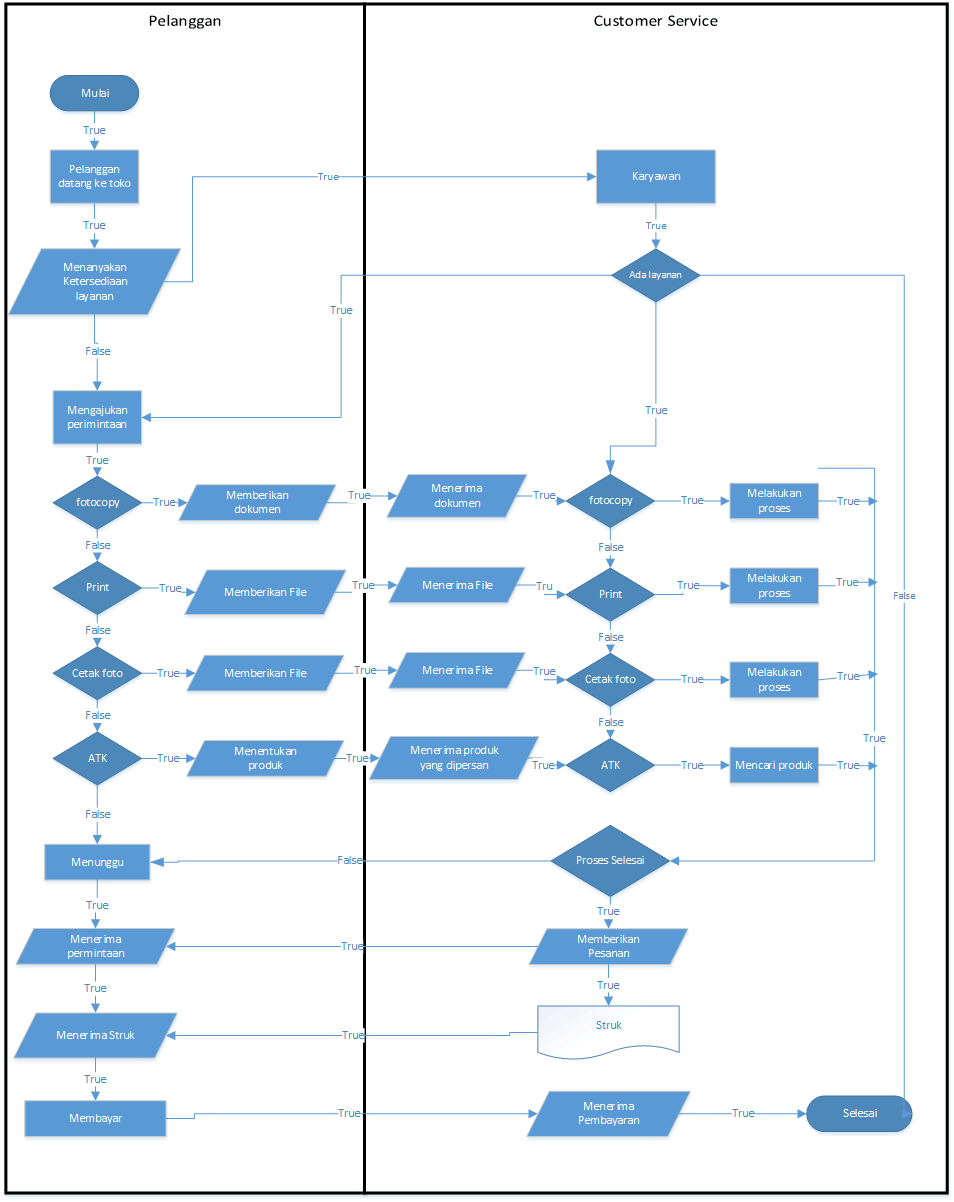 Pelanggan
Customer Service
Mulai
True
Pelanggan
datang ke toko
True
Karyawan
True
True
Menanyakan
Ketersediaan
layanan
Ada layanan
True
False
True
Mengajukan
perimintaan
True
fotocopy
True
Memberikan
dokumen
True
Menerima
dokumen
True
fotocopy
True
Melakukan
proses
True
False
False
Print
True
Memberikan File
True
Menerima File
Tru
Print
True
Melakukan
proses
True
False
False
False
Cetak foto
True
Memberikan File
True
Menerima File
True
Cetak foto
True
Melakukan
proses
True
False
False
True
ATK
True
Menentukan
produk
True
Menerima produk
yang dipersan
True
ATK
True
Mencari produk
True
False
Menunggu
False
Proses Selesai
True
True
Menerima
permintaan
True
Memberikan
Pesanan
True
True
Menerima Struk
True
Struk
True
Membayar
True
Menerima
Pembayaran
True
Selesai